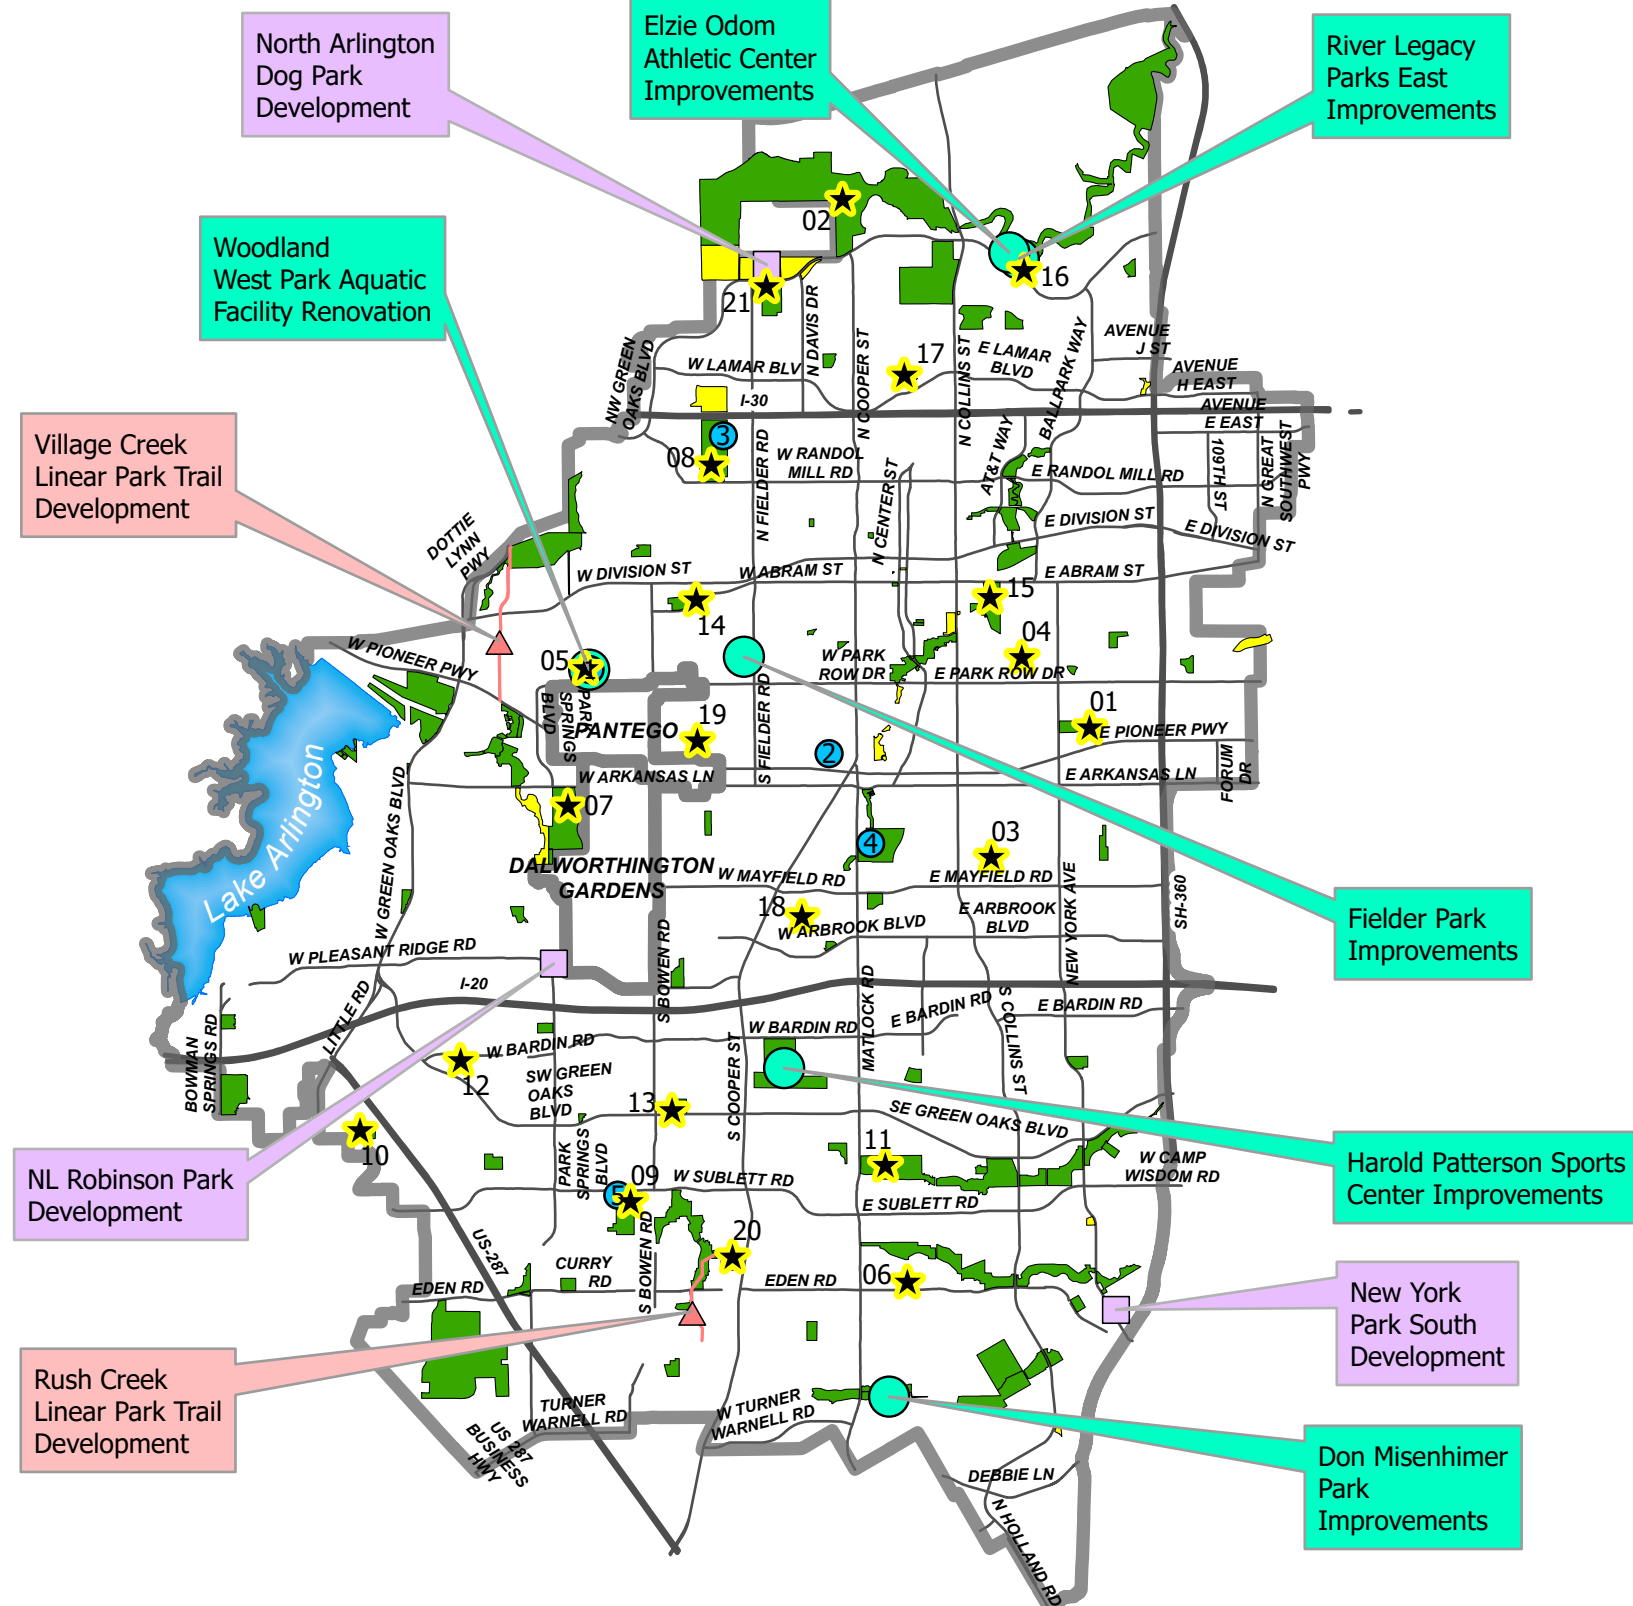 North Arlington
Dog Park
Development
Elzie Odom
Athletic Center
Improvements
River Legacy
Parks East
Improvements
Woodland
West Park Aquatic
Facility Renovation
Village Creek
Linear Park Trail
Development
NL Robinson Park
Development
Rush Creek
Linear Park Trail
Development
Fielder Park
Improvements
Harold Patterson Sports
Center Improvements
New York
Park South
Development
Don Misenhimer
Park
Improvements
02
16
21
17
NW GREEN
OAKS BLVD
W LAMAR BLV
N DAVIS DR
N COOPER ST
N COLLINS ST
E LAMAR
BLVD
BALLPARK WAY
AVENUE
J ST
AVENUE
H EAST
AVENUE
E EAST
I-30
3
08
W RANDOL
MILL RD
N FIELDER RD
N CENTER ST
AT&T WAY
E RANDOL MILL RD
109TH ST
N GREAT
SOUTHWEST
PWY
E DIVISION ST
E DIVISION ST
DOTTIE
LYNN
PWY
W DIVISION ST
W ABRAM ST
E ABRAM ST
14
15
04
05
1
W PIONEER PWY
W PARK
ROW DR
E PARK ROW DR
PARK
SPRINGS
BLVD
PANTEGO
19
S FIELDER RD
2
01
E PIONEER PWY
W ARKANSAS LN
E ARKANSAS LN
FORUM
DR
Lake Arlington
W GREEN OAKS BLVD
07
4
03
DALWORTHINGTON
GARDENS
W MAYFIELD RD
E MAYFIELD RD
18
W ARBROOK BLVD
E ARBROOK
BLVD
NEW YORK AVE
SH-360
W PLEASANT RIDGE RD
I-20
LITTLE RD
S BOWEN RD
MATLOCK RD
S COLLINS ST
BOWMAN
SPRINGS RD
W BARDIN RD
W BARDIN RD
E BARDIN RD
E BARDIN RD
12
SW GREEN
OAKS
BLVD
S COOPER ST
13
SE GREEN OAKS BLVD
10
11
PARK
SPRINGS
BLVD
5
09
W SUBLETT RD
E SUBLETT RD
W CAMP
WISDOM RD
US-287
S BOWEN RD
20
CURRY
RD
EDEN RD
EDEN RD
06
TURNER
WARNELL RD
W TURNER
WARNELL RD
US 287
BUSINESS
HWY
DEBBIE LN
N HOLLAND RD